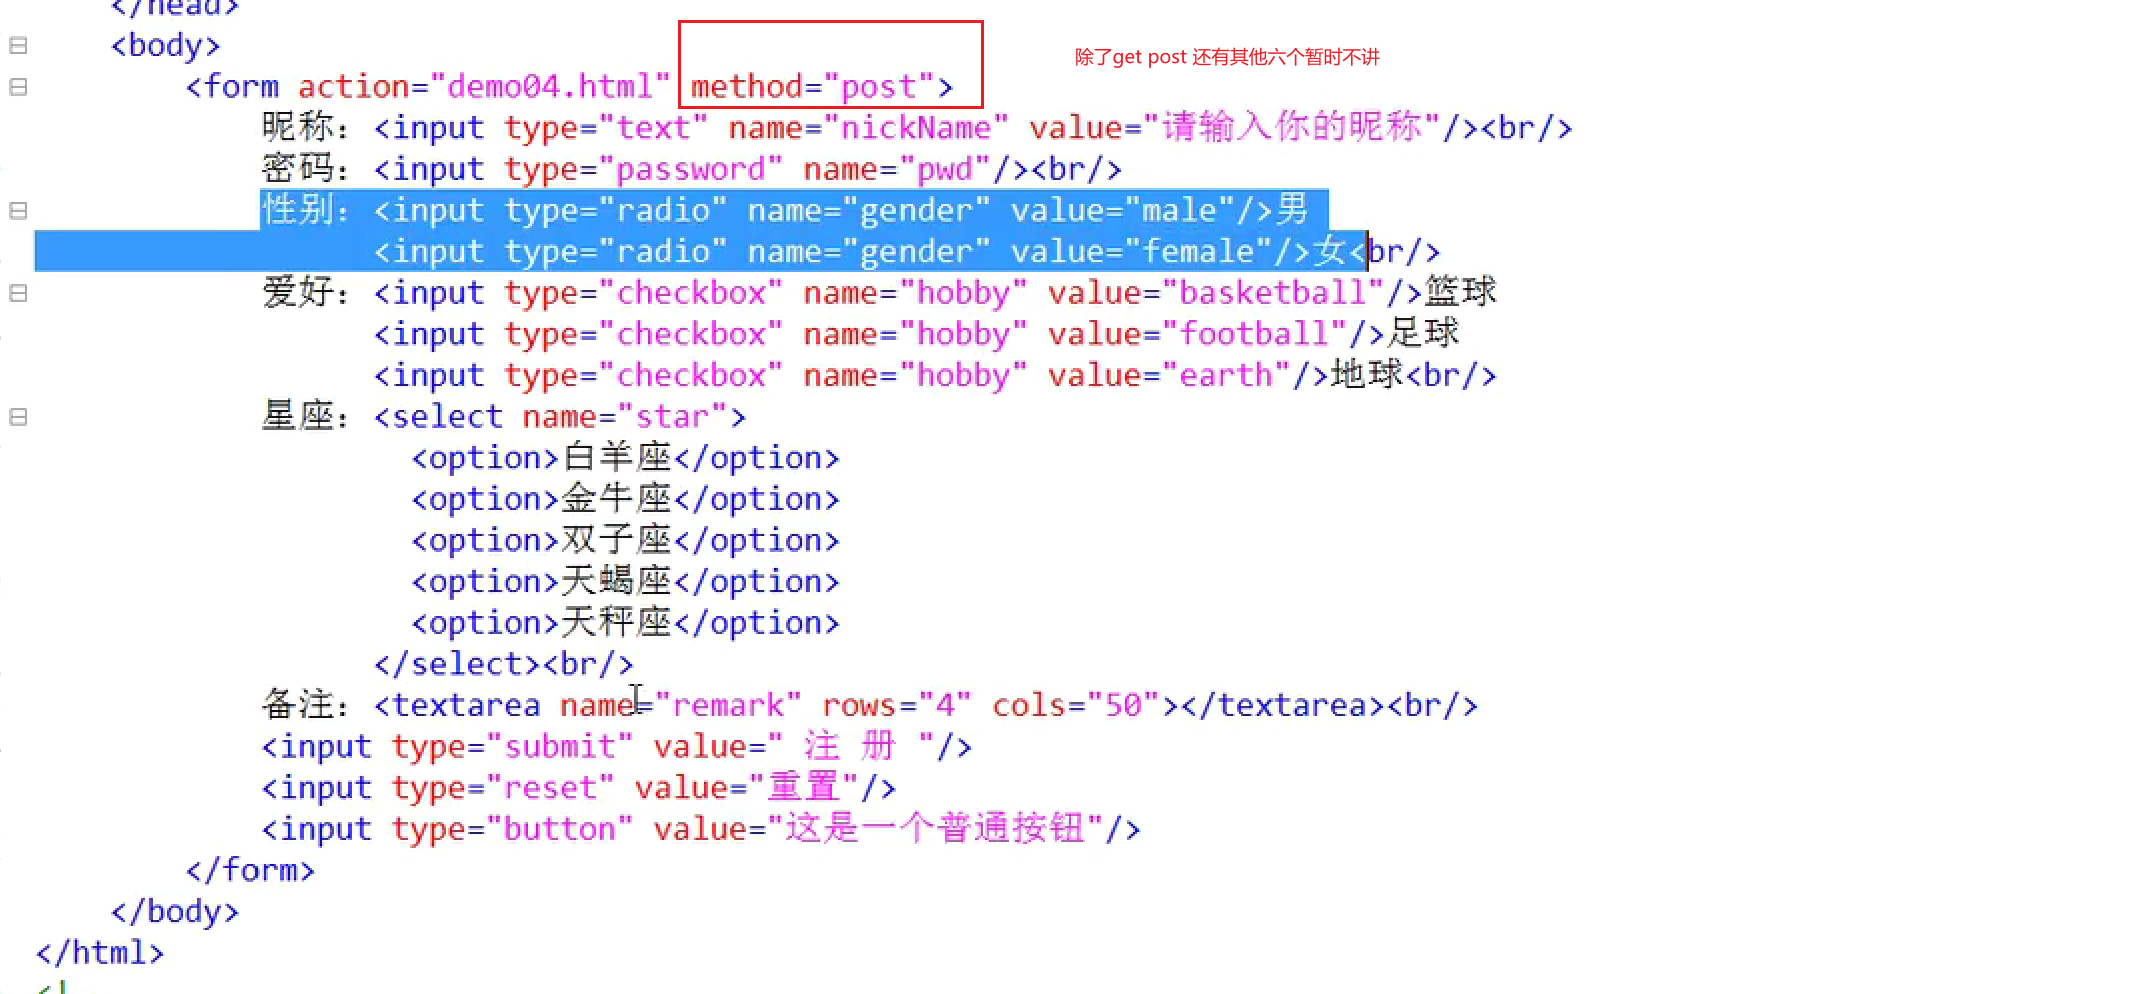 </head>
<body>
除了get post 还有其他六个暂时不讲
<form action="demo04.html" method="post">
昵称：<input type="text" name="nickName" value="请输入你的昵称"/><br/>
密码：<input type="password" name="pwd"/><br/>
性别：<input type="radio" name="gender" value="male"/>男
<input type="radio" name="gender" value="female"/>女<br/>
爱好：<input type="checkbox" name="hobby" value="basketball"/>篮球
<input type="checkbox" name="hobby" value="football"/>足球
<input type="checkbox" name="hobby" value="earth"/>地球<br/>
星座：<select name="star">
<option>白羊座</option>
<option>金牛座</option>
<option>双子座</option>
<option>天蝎座</option>
<option>天秤座</option>
</select><br/>
备注：<textarea name="remark" rows="4" cols="50"></textarea><br/>
<input type="submit" value=" 注 册 "/>
<input type="reset" value="重置"/>
<input type="button" value="这是一个普通按钮"/>
</form>
</body>
</html>